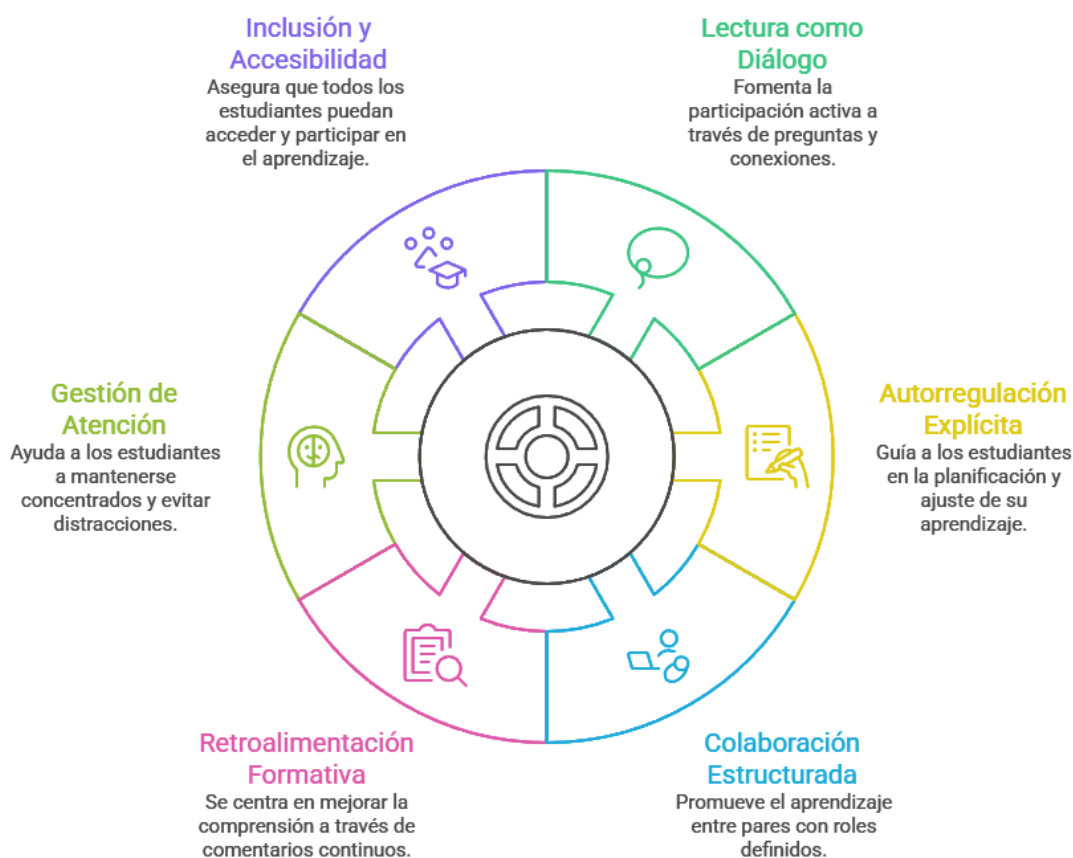 Inclusión y
Accesibilidad
Asegura que todos los
estudiantes puedan
acceder y participar en
el aprendizaje.
Lectura como
Diálogo
Fomenta la
participación activa a
través de preguntas y
conexiones.
Gestión de
Atención
Ayuda a los estudiantes
a mantenerse
concentrados y evitar
distracciones.
Autorregulación
Explícita
Guía a los estudiantes
en la planificación y
ajuste de su
aprendizaje.
Retroalimentación
Formativa
Se centra en mejorar la
comprensión a través de
comentarios continuos.
Colaboración
Estructurada
Promueve el aprendizaje
entre pares con roles
definidos.